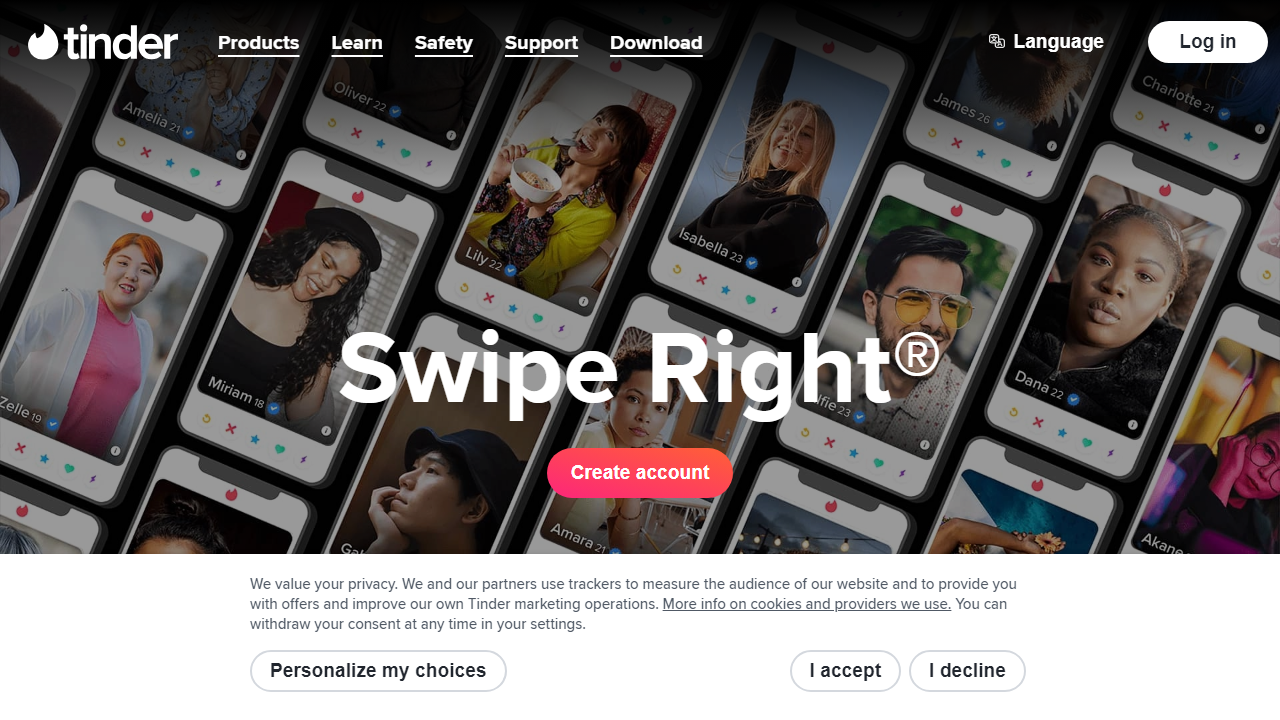 tinder
Products
Learn
Safety
Support
Download
Language
Log in
Amelia 21
Oliver 22
James 26
Charlotte 21
Lily 22
Isabella 23
Zelle 19
Miriam 18
Dana 22
Swipe Right®
Create account
Amara 21
Akane
We value your privacy. We and our partners use trackers to measure the audience of our website and to provide you
with offers and improve our own Tinder marketing operations. More info on cookies and providers we use. You can
withdraw your consent at any time in your settings.
Personalize my choices
I accept
I decline